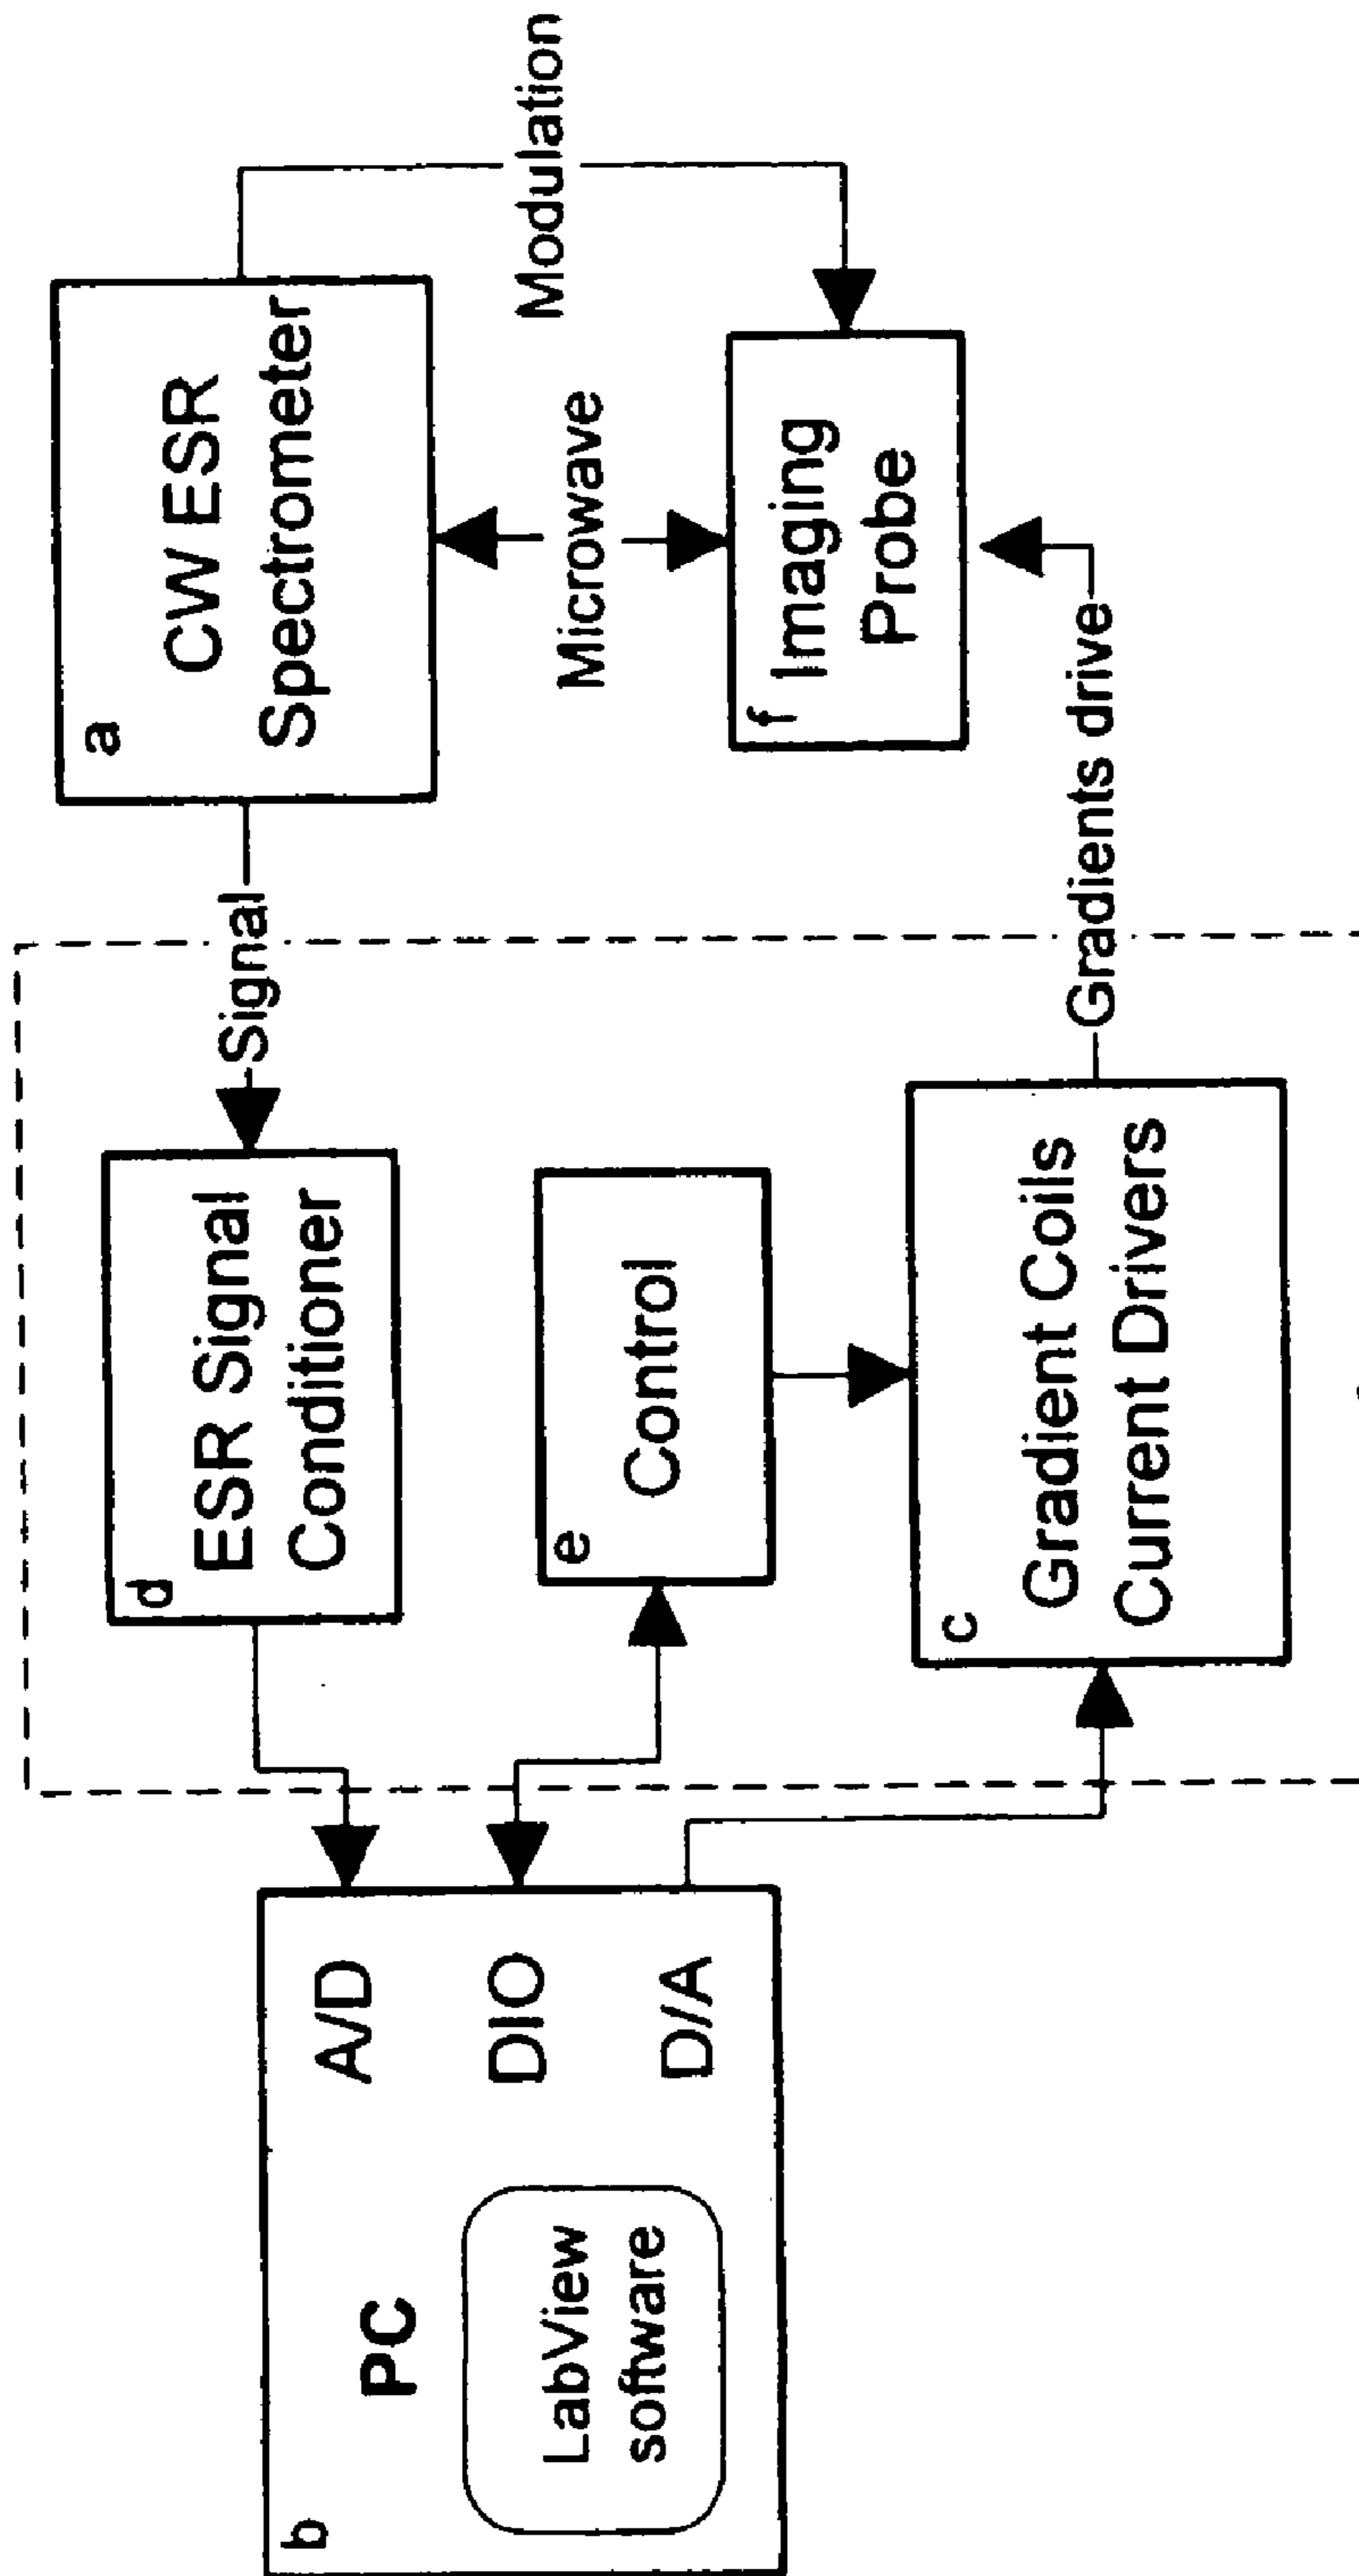 b
PC
LabView
software
A/D
DIO
D/A
d
ESR Signal
Conditioner
e
Control
c
Gradient Coils
Current Drivers
Signal
Gradients drive
a
CW ESR
Spectrometer
Microwave
Modulation
f
Imaging
Probe